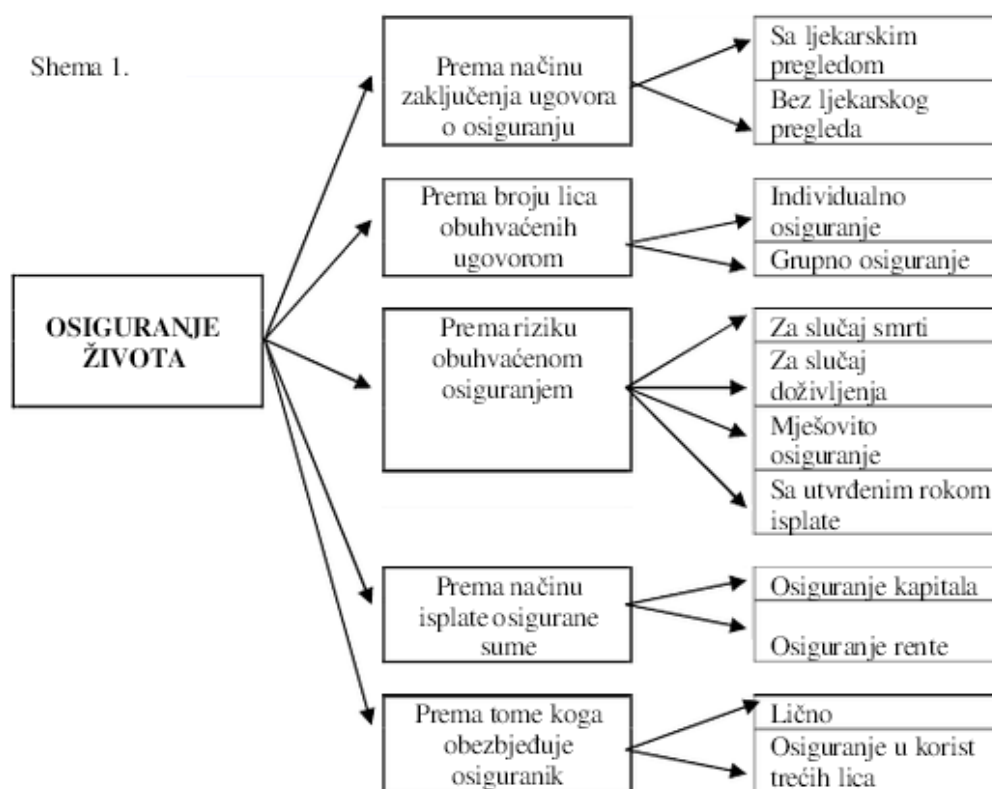 Shema 1.
OSIGURANJE
ŽIVOTA
Prema načinu
zaključenja ugovora
o osiguranju
Sa ljekarskim
pregledom
Bez ljekarskog
pregleda
Prema broju lica
obuhvaćenih
ugovorom
Individualno
osiguranje
Grupno osiguranje
Prema riziku
obuhvaćenom
osiguranjem
Za slučaj smrti
Za slučaj
doživljenja
Mješovito
osiguranje
Sa utvrđenim rokom
isplate
Prema načinu
isplate osigurane
sume
Osiguranje kapitala
Osiguranje rente
Prema tome koga
obezbjeđuje
osiguranik
Lično
Osiguranje u korist
trećih lica